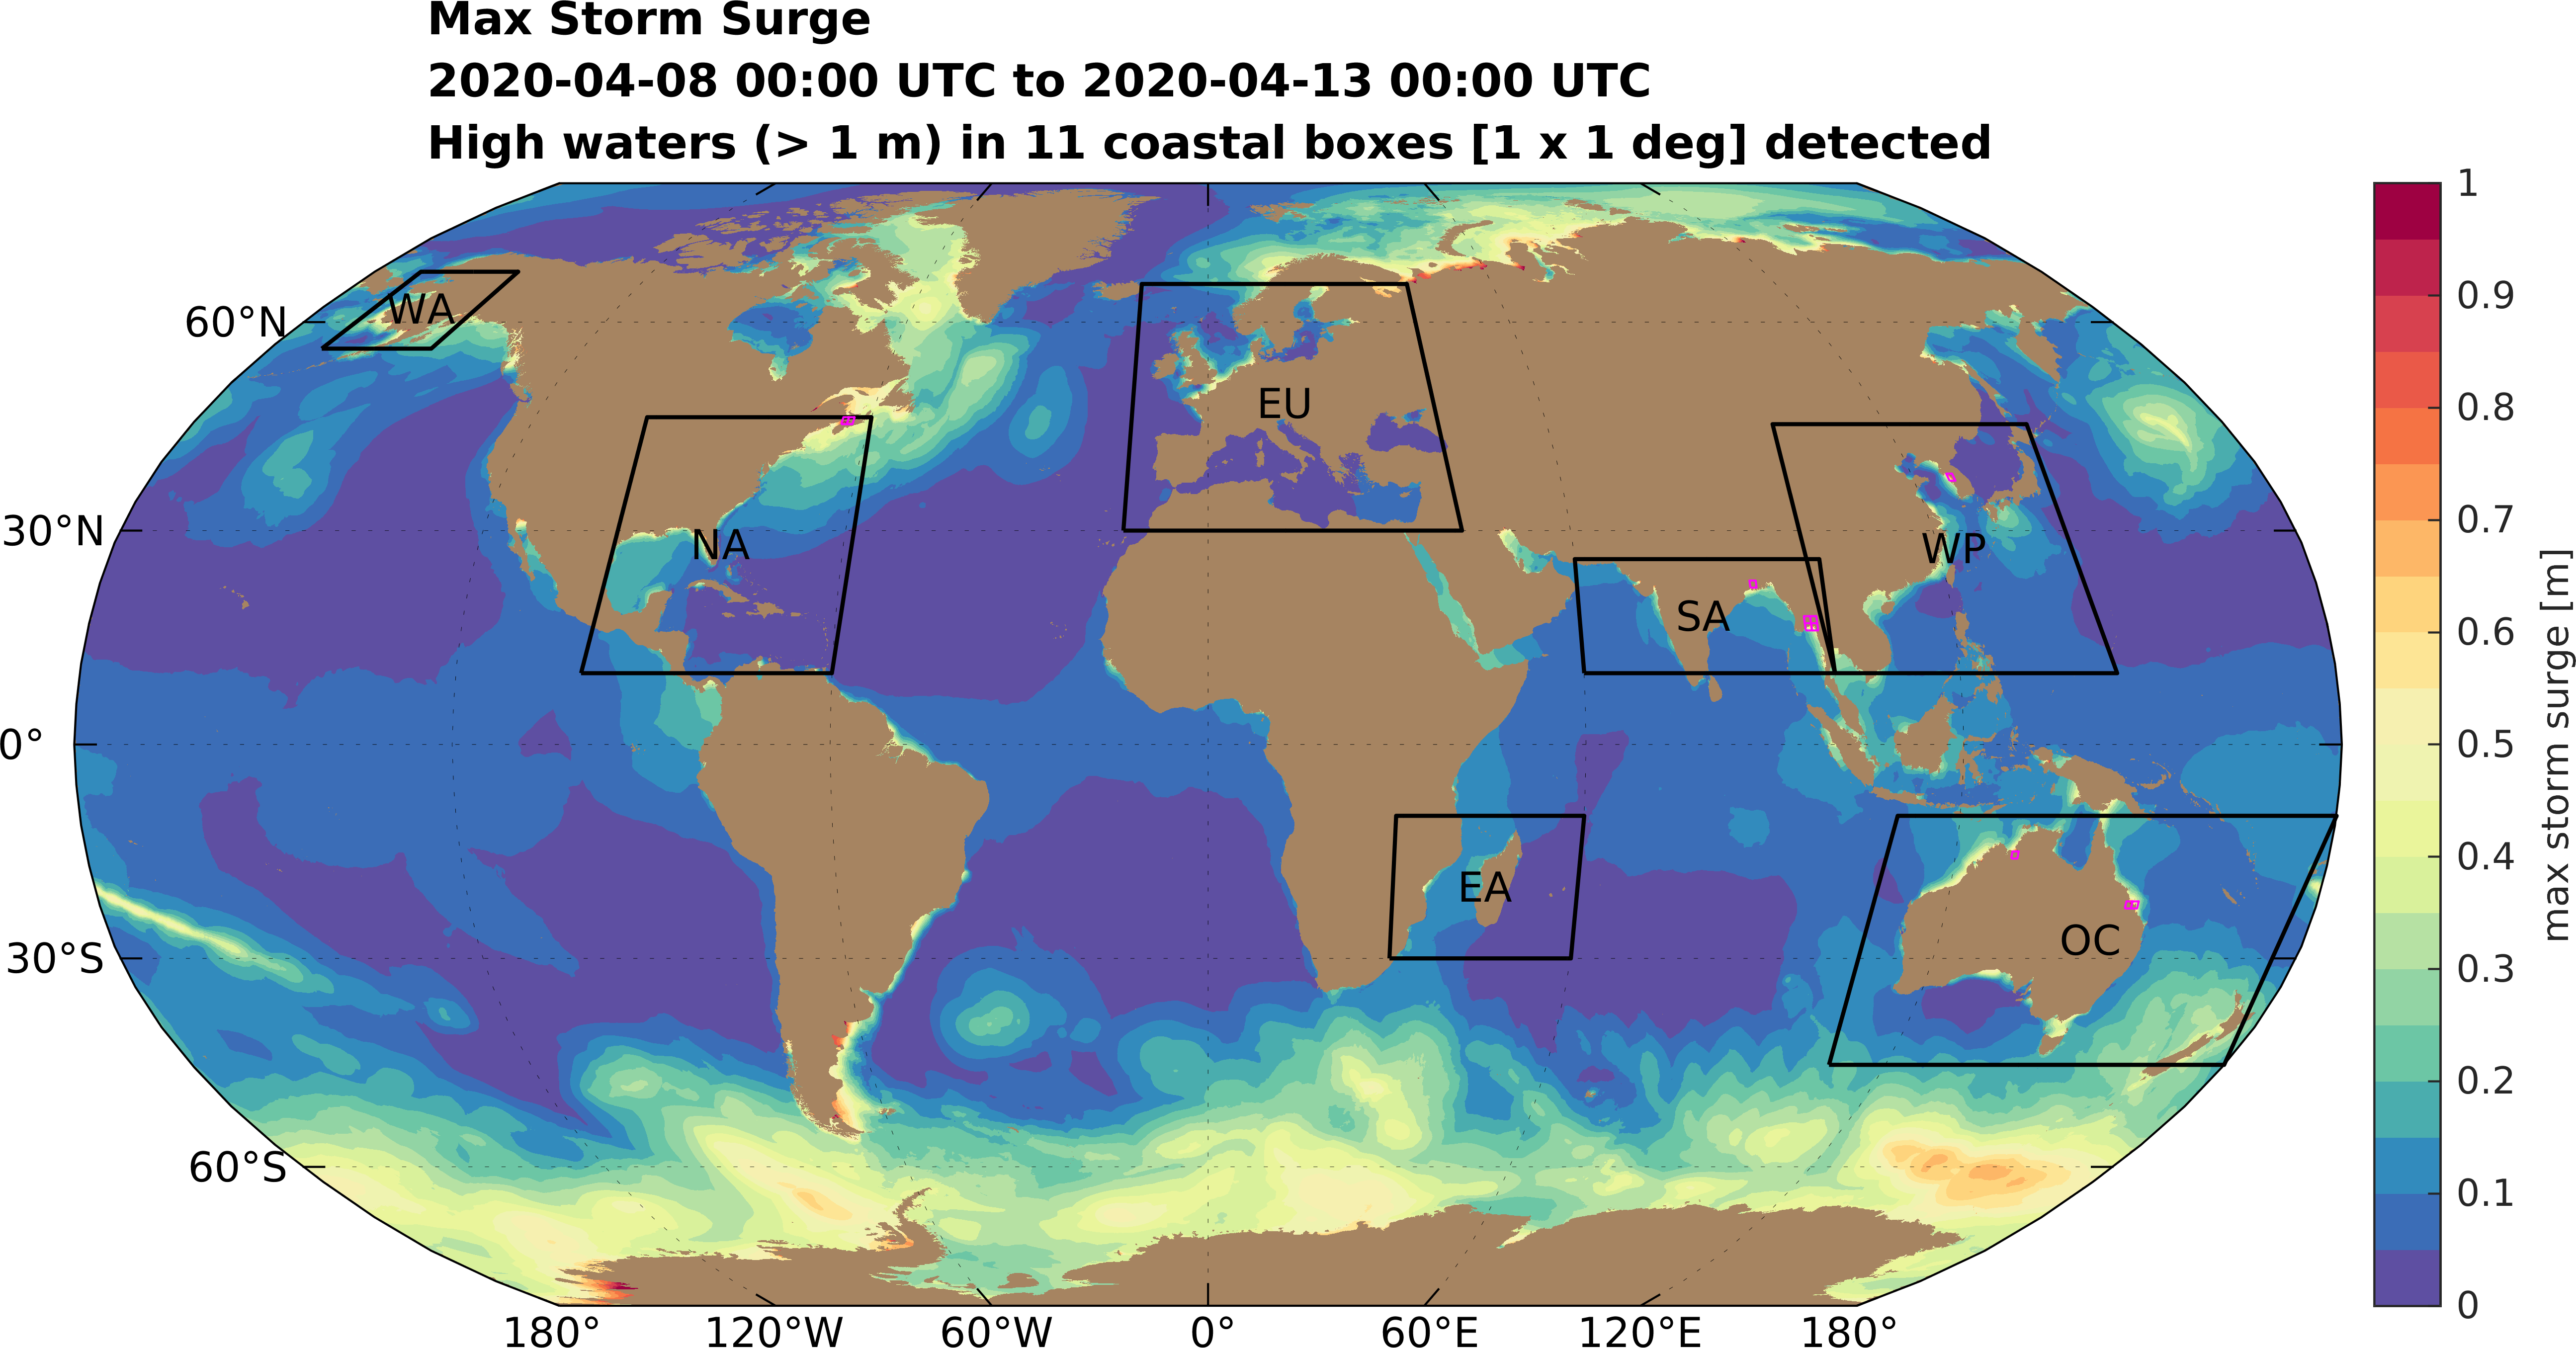 Max Storm Surge
2020-04-08 00:00 UTC to 2020-04-13 00:00 UTC
High waters (> 1 m) in 11 coastal boxes [1 x 1 deg] detected
WA
60°N
EU
30°N
NA
WP
SA
0°
EA
OC
30°S
60°S
180°
120°W
60°W
0°
60°E
120°E
180°
1
0.9
0.8
0.7
0.6
0.5
0.4
0.3
0.2
0.1
0
max storm surge [m]